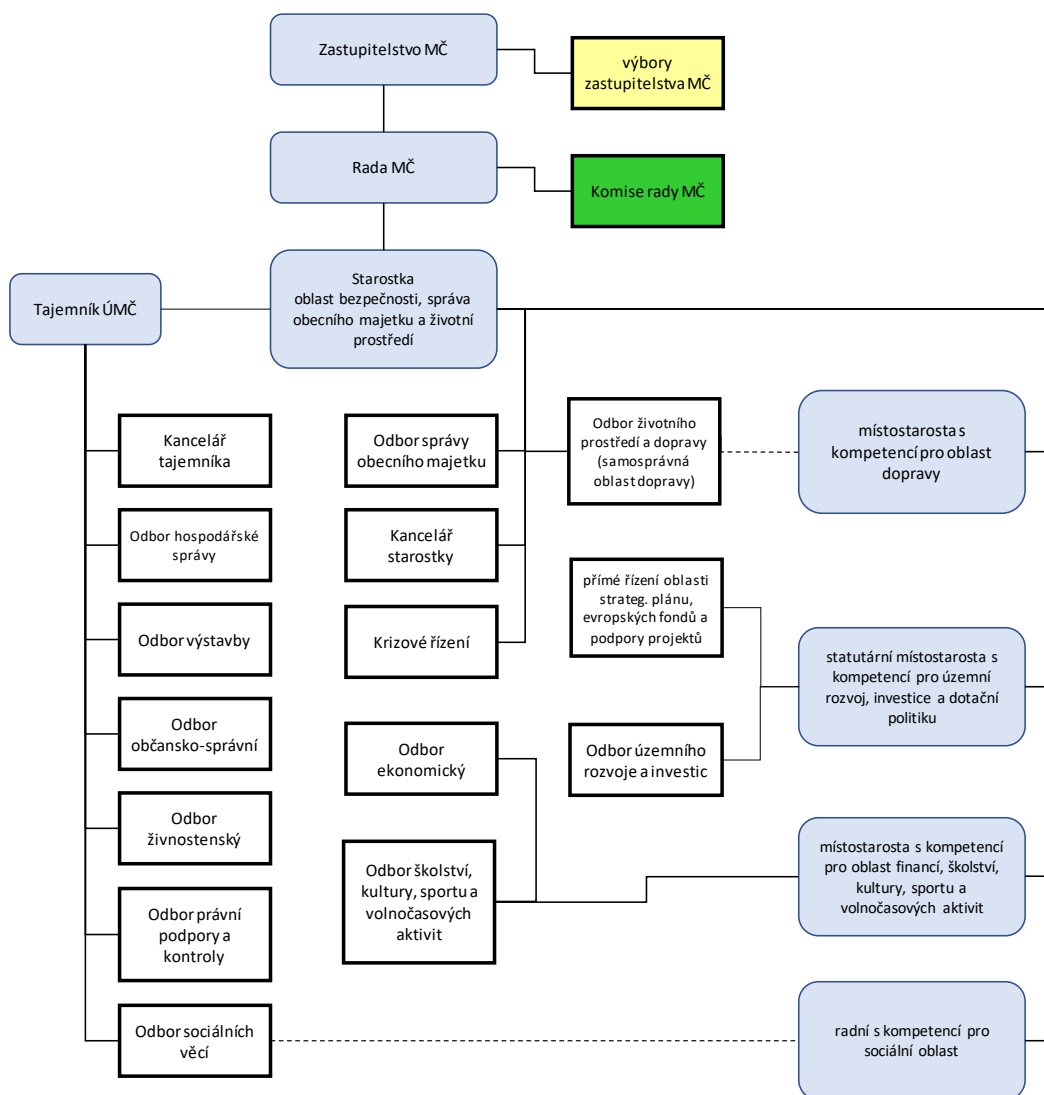 Zastupitelstvo MČ
výbory
zastupitelstva MČ
Rada MČ
Komise rady MČ
Starostka
oblast bezpečnosti, správa
obecního majetku a životní
prostředí
Tajemník ÚMČ
Kancelář
tajemníka
Odbor správy
obecního majetku
Odbor životního
prostředí a dopravy
(samosprávná
oblast dopravy)
místostarosta s
kompetencí pro oblast
dopravy
Odbor hospodářské
správy
Kancelář
starostky
přímé řízení oblasti
strateg. plánu,
evropských fondů a
podpory projektů
Odbor výstavby
Krizové řízení
statutární místostarosta s
kompetencí pro územní
rozvoj, investice a dotační
politiku
Odbor
občansko-správní
Odbor
ekonomický
Odbor územního
rozvoje a investic
Odbor
živnostenský
Odbor školství,
kultury, sportu a
volnočasových
aktivit
místostarosta s kompetencí
pro oblast financí, školství,
kultury, sportu a
volnočasových aktivit
Odbor právní
podpory a
kontroly
Odbor sociálních
věcí
radní s kompetencí pro
sociální oblast